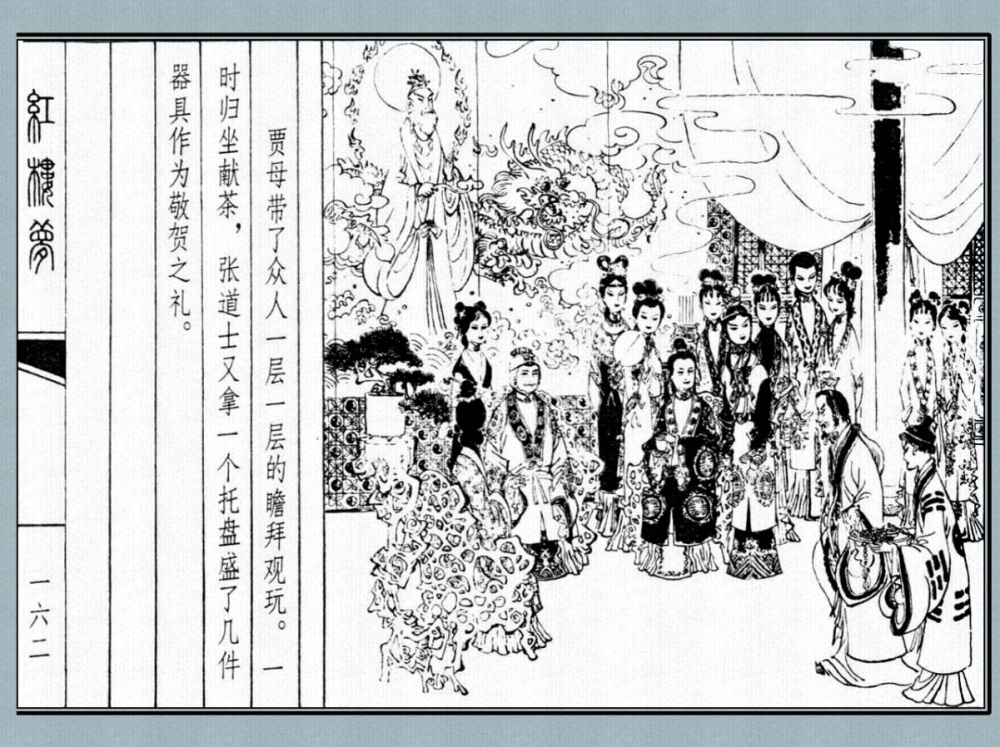 贾母带了众人一层一层的瞻拜观玩。一
时归坐献茶，张道士又拿一个托盘盛了几件
器具作为敬贺之礼。
紅樓夢
一六二